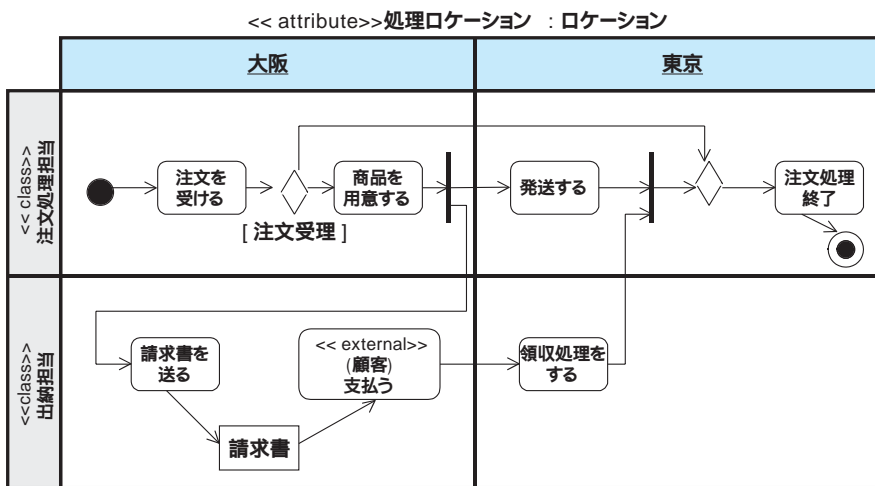 << attribute>>処理ロケーション : ロケーション
大阪
東京
<< class>>
注文処理担当
注文を
受ける
商品を
用意する
発送する
注文処理
終了
[ 注文受理 ]
<<class>>
出納担当
請求書を
送る
<< external>>
(顧客)
支払う
領収処理を
する
請求書